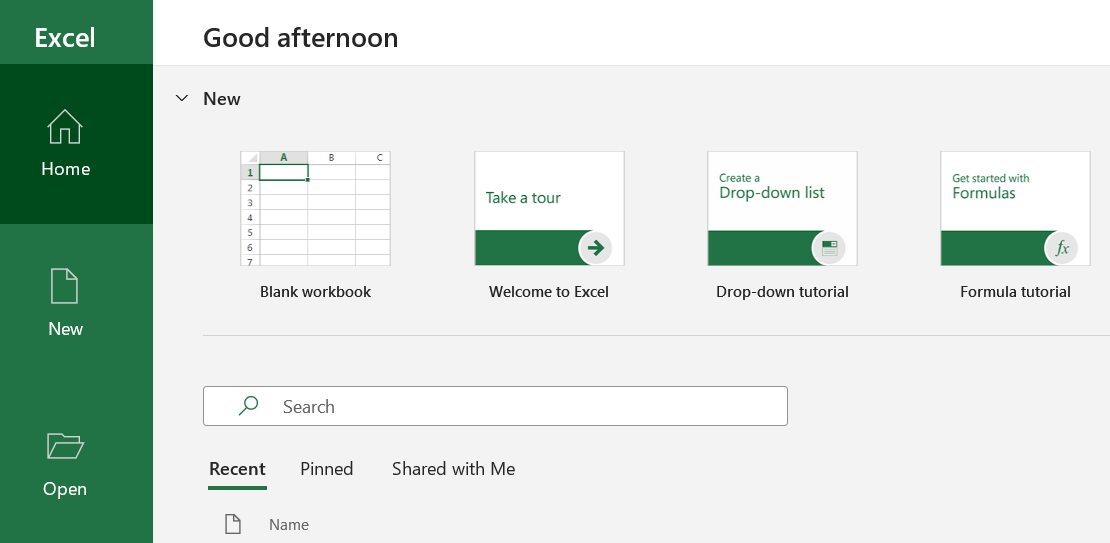 Excel
Good afternoon
Home
New
Open
New
A B C
1
2
3
4
5
6
7
Blank workbook
Take a tour
Welcome to Excel
Create a
Drop-down list
Drop-down tutorial
Get started with
Formulas
fx
Formula tutorial
Search
Recent Pinned Shared with Me
Name